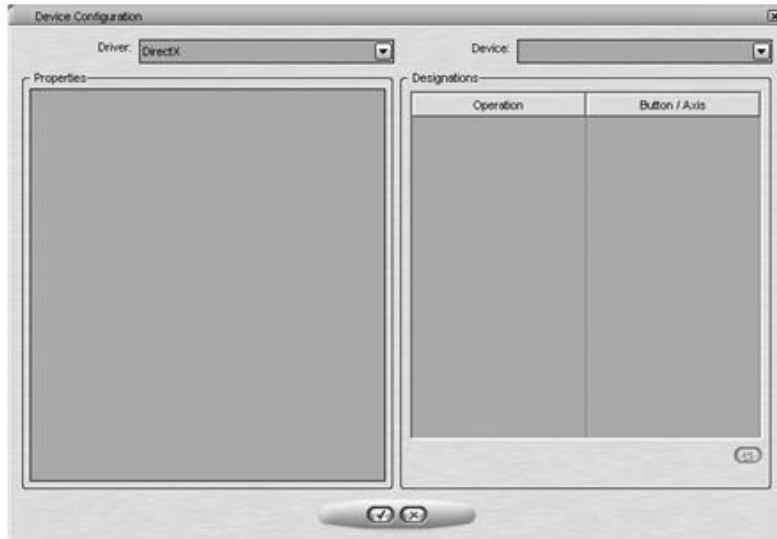 Device Configuration
Driver: DirectX Device:
Properties Designations
Operation Button / Axis